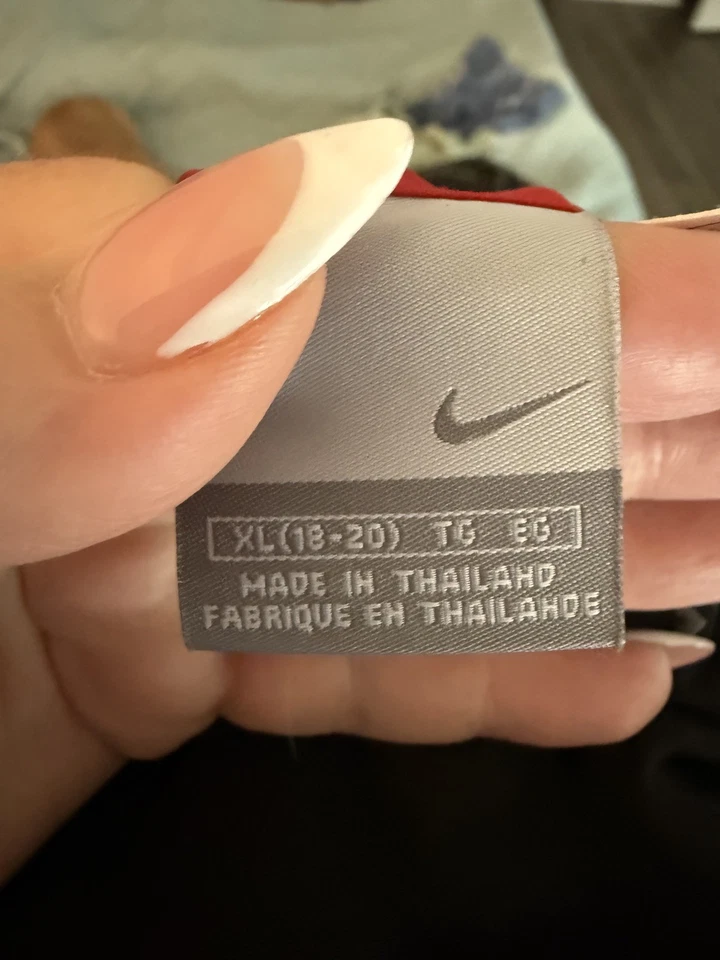 XL(18-20) TG EG
MADE IN THAILAND
FABRIQUE EN THAILANDE